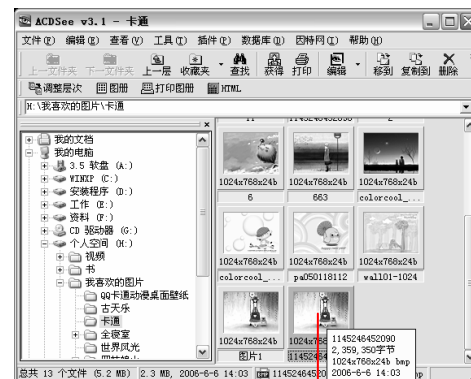 ACDSee v3.1 - 卡通
文件(F) 编辑(E) 查看(V) 工具(T) 插件(P) 数据库(D) 因特网(I) 帮助(H)
上一文件夹 下一文件夹 上一层 收藏夹 查找 获得 打印 编辑 移到 复制到 删除
调整层次 图册 打印图册 HTML
H:\我喜欢的图片\卡通
我的文档
我的电脑
3.5 软盘 (A:)
WINXP (C:)
安装程序 (D:)
工作 (E:)
资料 (F:)
CD 驱动器 (G:)
个人空间 (H:)
视频
书
我喜欢的图片
QQ卡通动漫桌面壁纸
古天乐
卡通
全寝室
世界风光
11 1145246452090 2
1024x768x24b 1024x768x24b 1024x768x24b
6 663 colorcool_...
1024x768x24b 1024x768x24b 1024x768x24b
colorcool_... pa050118112 wall01-1024
1024x768x24b 1024x768
图片1 11452464
1145246452090
2,359,350字节
1024x768x24b bmp
2006-6-6 14:03
总共 13 个文件 (5.2 MB) 2.3 MB, 2006-6-6 14:03 114524645